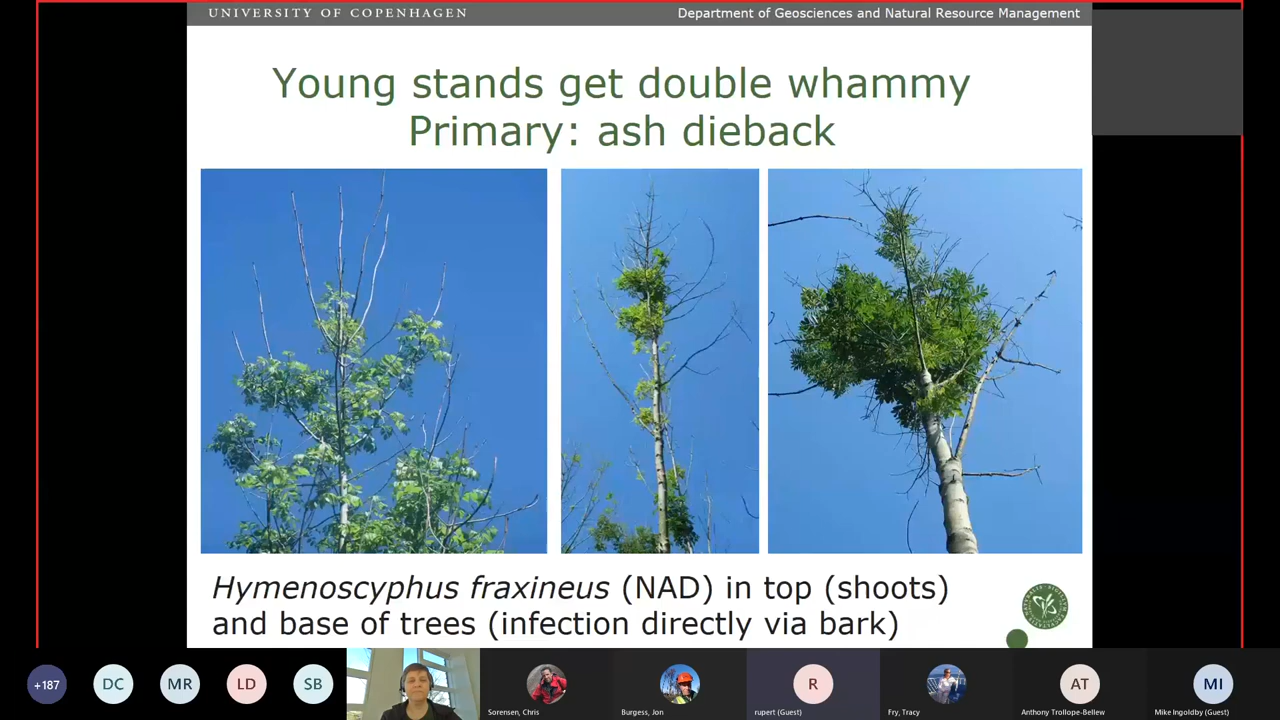 UNIVERSITY OF COPENHAGEN
Department of Geosciences and Natural Resource Management
Young stands get double whammy
Primary: ash dieback
Hymenoscyphus fraxineus (NAD) in top (shoots)
and base of trees (infection directly via bark)
+187
DC
MR
LD
SB
Sorensen, Chris
Burgess, Jon
R
rupert (Guest)
Fry, Tracy
AT
Anthony Trollope-Bellew
MI
Mike Ingoldby (Guest)